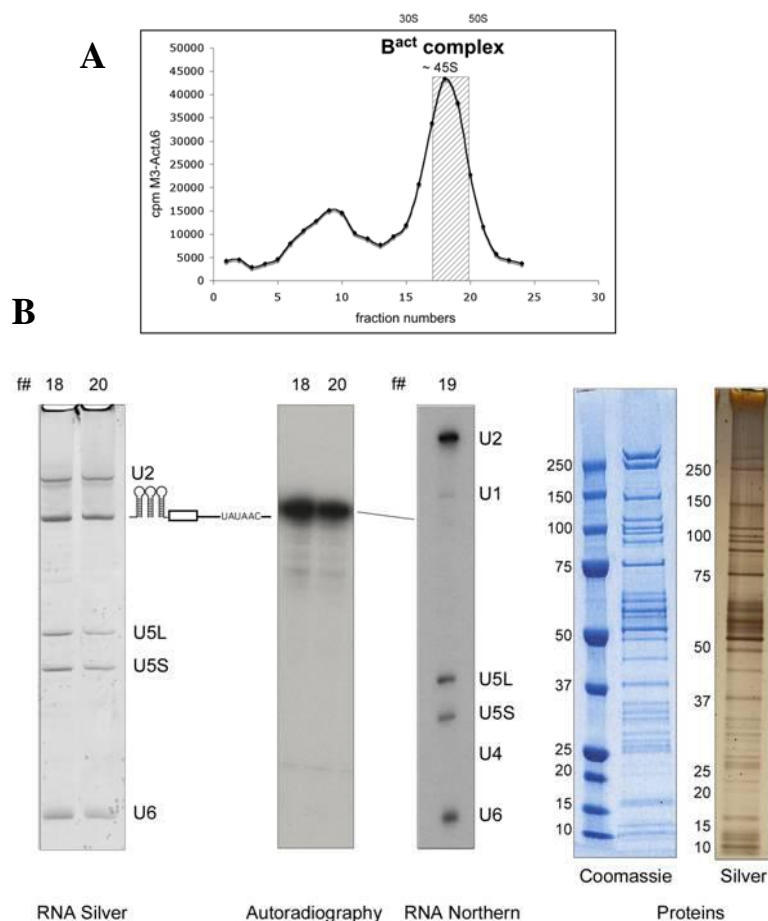 30S 50S
A
Bact complex
~ 45S
50000
45000
40000
35000
30000
25000
20000
15000
10000
5000
0
cpm M3-ActΔ6
0 5 10 15 20 25 30
fraction numbers
B
f# 18 20
18 20
f# 19
U2
UAUAAC
U5L
U5S
U6
U2
U1
U5L
U5S
U4
U6
250
150
100
75
50
37
25
20
15
10
250
150
100
75
50
37
25
20
15
10
Coomassie Silver
RNA Silver Autoradiography RNA Northern Proteins